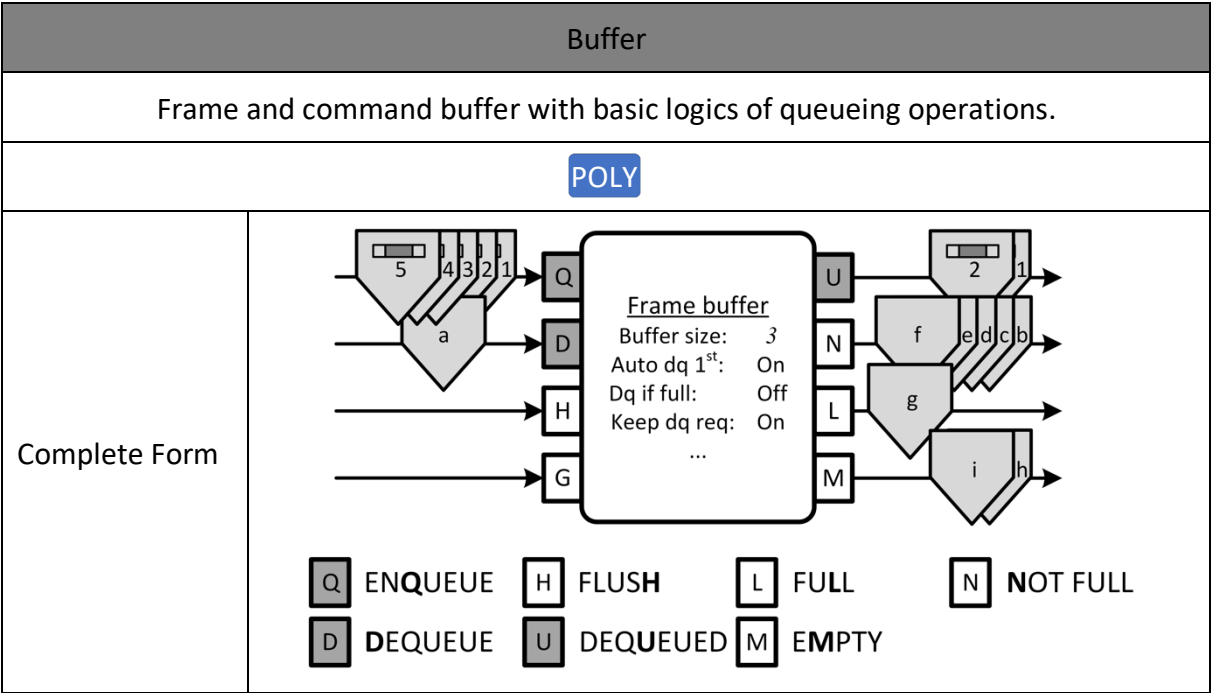 Buffer
Frame and command buffer with basic logics of queueing operations.
POLY
Complete Form
5 4 3 2 1
Q
a
D
H
G
Frame buffer
Buffer size: 3
Auto dq 1st: On
Dq if full: Off
Keep dq req: On
...
U
2 1
N
f e d c b
L
g
M
i h
Q ENQUEUE H FLUSH L FULL N NOT FULL
D DEQUEUE U DEQUEUED M EMPTY